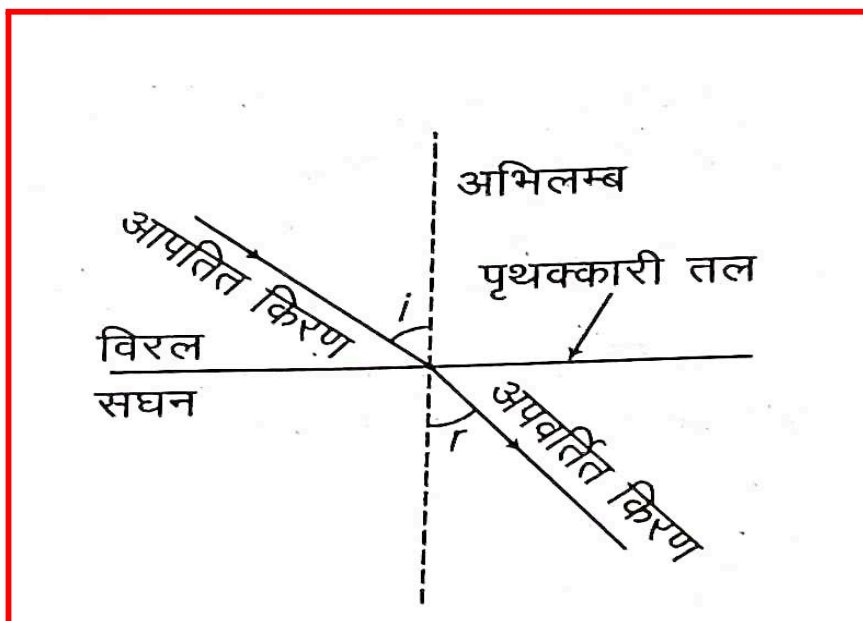 अभिलम्ब
आपतित किरण
पृथक्कारी तल
i
विरल
सघन
अपवर्तित किरण
r